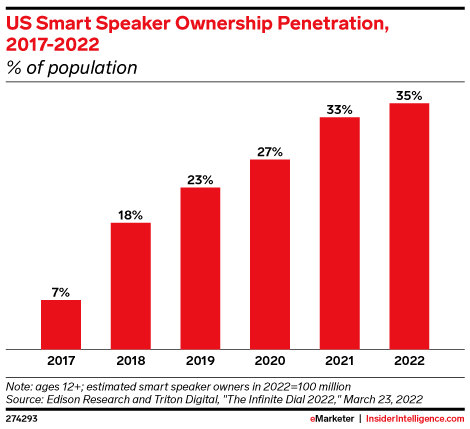 US Smart Speaker Ownership Penetration,
2017-2022
% of population
7%
18%
23%
27%
33%
35%
2017 2018 2019 2020 2021 2022
Note: ages 12+; estimated smart speaker owners in 2022=100 million
Source: Edison Research and Triton Digital, "The Infinite Dial 2022," March 23, 2022
274293 eMarketer | InsiderIntelligence.com